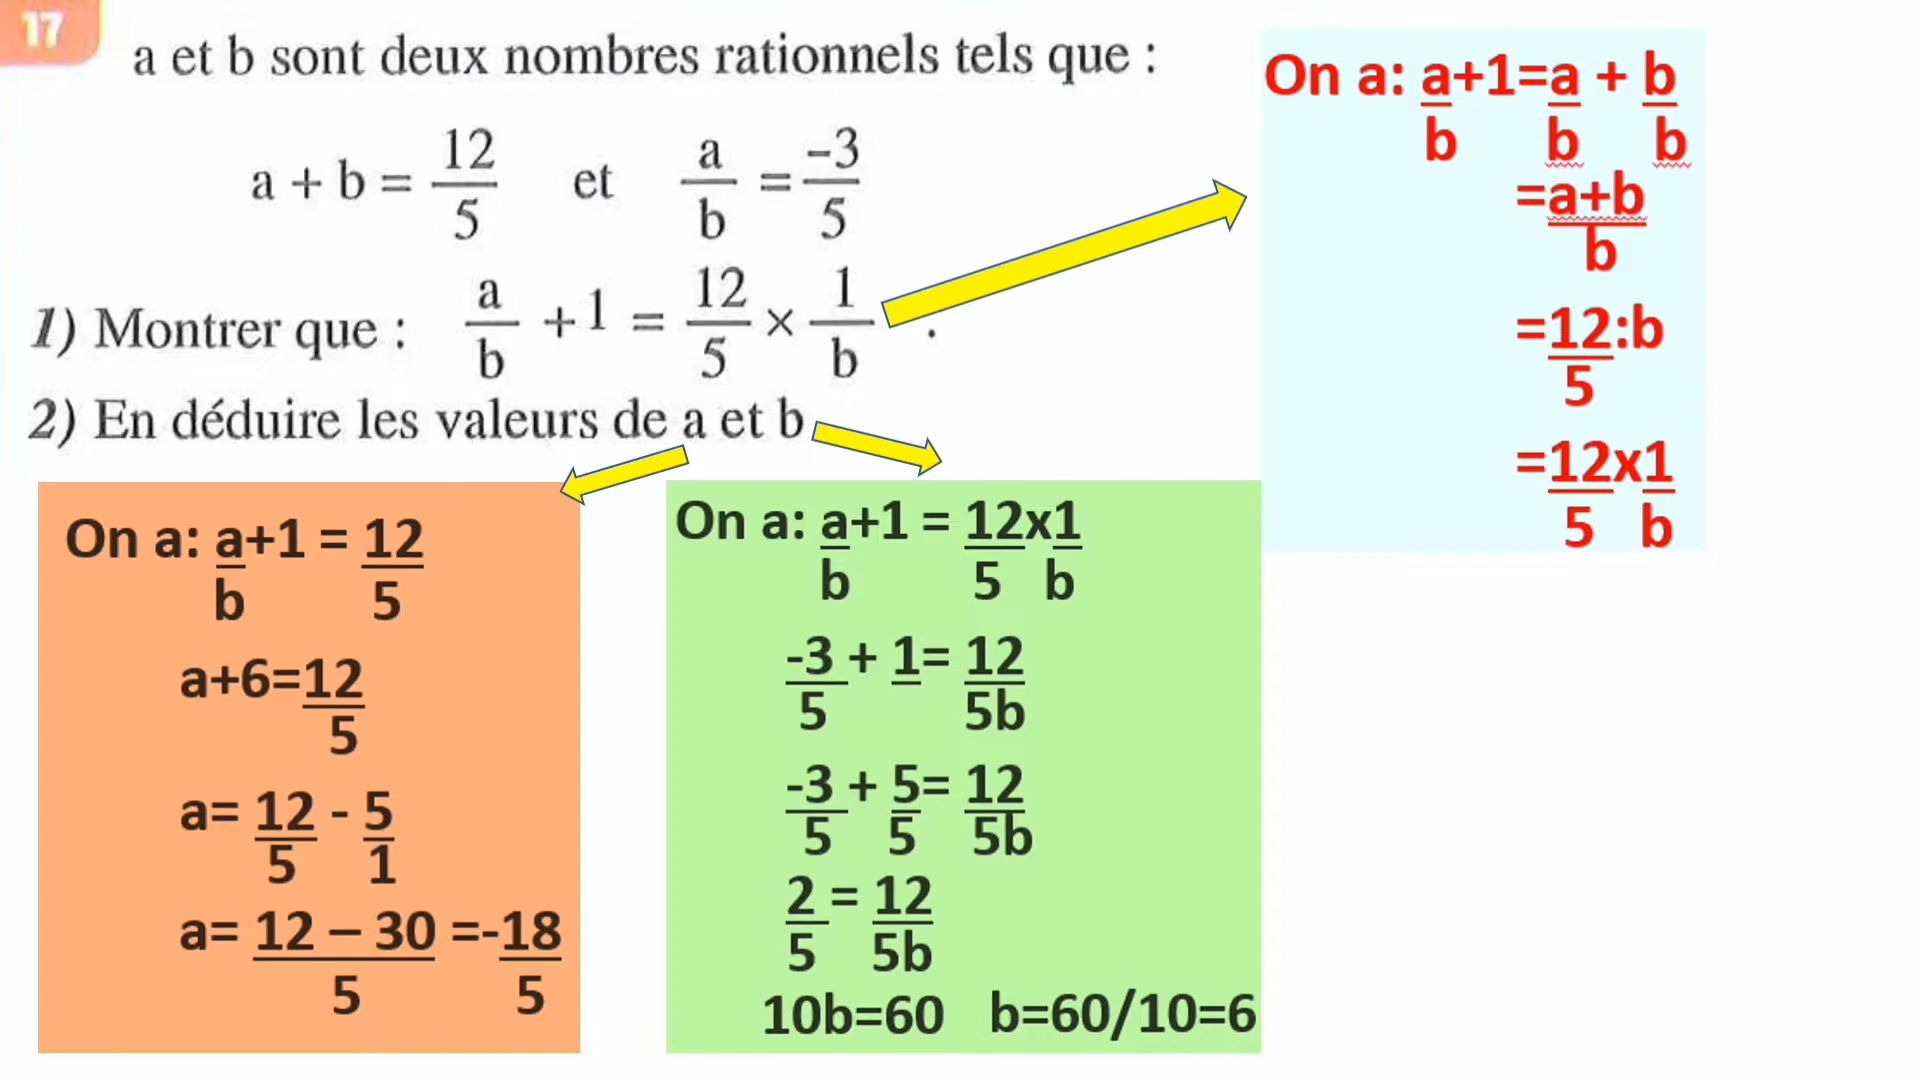 17
a et b sont deux nombres rationnels tels que :
a + b = 12/5 et a/b = -3/5
1) Montrer que : a/b + 1 = 12/5 × 1/b .
2) En déduire les valeurs de a et b
On a: a/b+1=a/b + b/b
=a+b/b
=12/5:b
=12/5x1/b
On a: a/b+1 = 12/5
a+6=12/5
a= 12/5 - 5/1
a= 12 – 30/5 =-18/5
On a: a/b+1 = 12/5x1/b
-3/5 + 1= 12/5b
-3/5 + 5/5= 12/5b
2/5 = 12/5b
10b=60 b=60/10=6